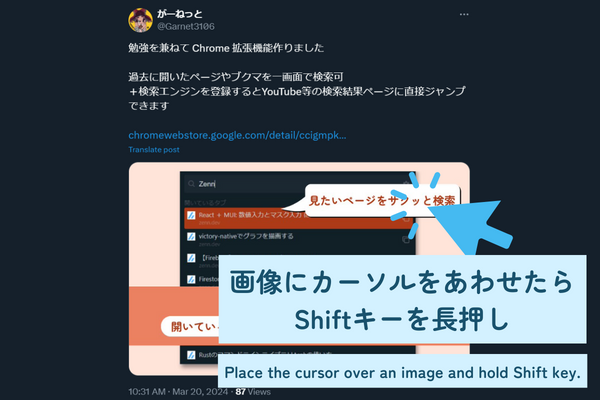 がーねっと
@Garnet3106
勉強を兼ねて Chrome 拡張機能作りました
過去に開いたページやブクマを一画面で検索可
＋検索エンジンを登録するとYouTube等の検索結果ページに直接ジャンプ
できます
chromewebstore.google.com/detail/ccigmpk…
Translate post
Zenn
見たいページをサクッと検索
開いているタブ
React + MUI: 数値入力とマスク入力
victory-nativeでグラフを描画する
【Fireb
Firestor
画像にカーソルをあわせたら
Shiftキーを長押し
開いてい
Place the cursor over an image and hold Shift key.
10:31 AM · Mar 20, 2024 · 87 Views